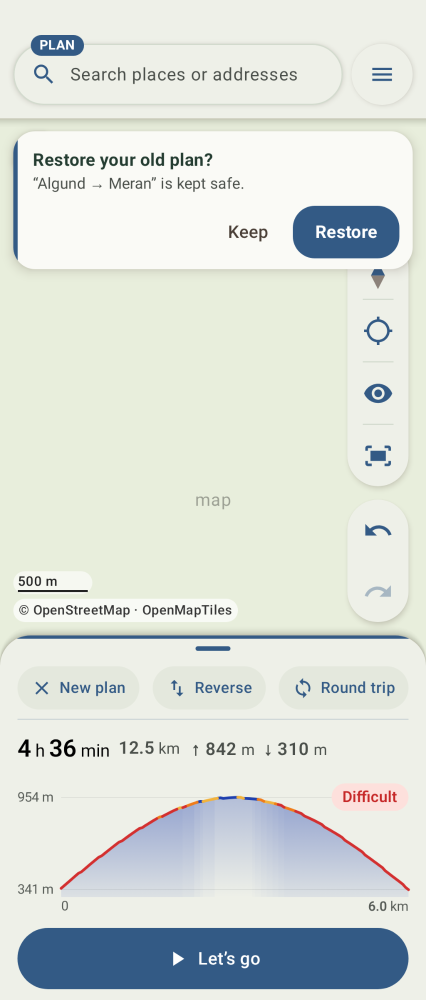 PLAN
Search places or addresses
Restore your old plan?
“Algund → Meran” is kept safe.
Keep
Restore
map
500 m
© OpenStreetMap · OpenMapTiles
New plan
Reverse
Round trip
4 h 36 min 12.5 km ↑ 842 m ↓ 310 m
954 m
Difficult
341 m
0
6.0 km
Let’s go